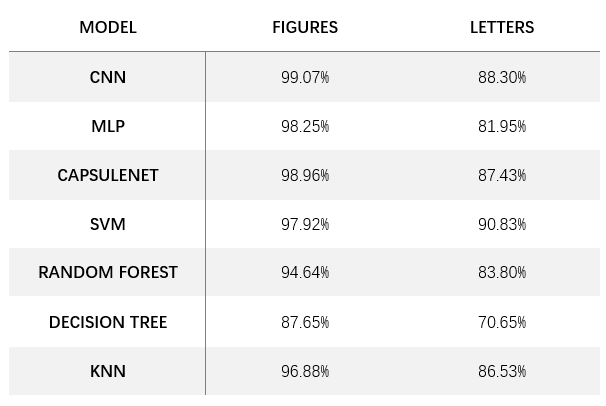 MODEL FIGURES LETTERS
CNN 99.07% 88.30%
MLP 98.25% 81.95%
CAPSULENET 98.96% 87.43%
SVM 97.92% 90.83%
RANDOM FOREST 94.64% 83.80%
DECISION TREE 87.65% 70.65%
KNN 96.88% 86.53%